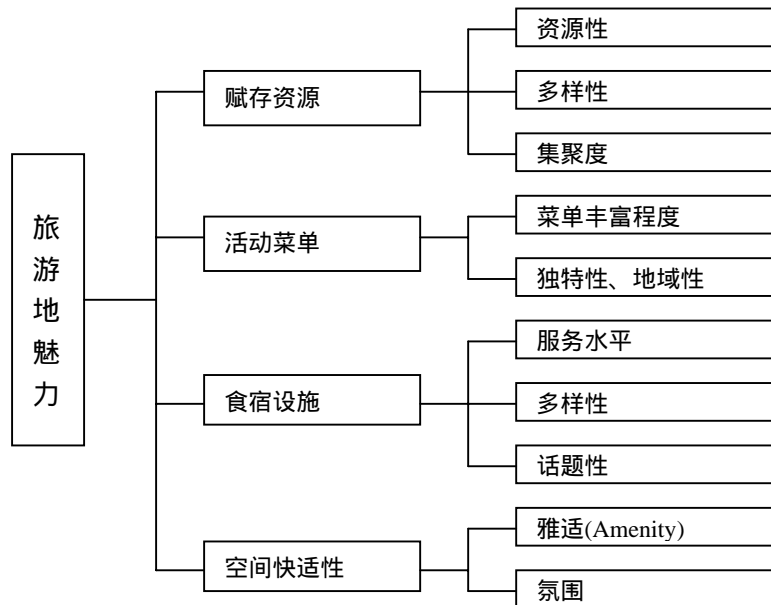 旅游地魅力
赋存资源
资源性
多样性
集聚度
活动菜单
菜单丰富程度
独特性、地域性
食宿设施
服务水平
多样性
话题性
空间快适性
雅适(Amenity)
氛围